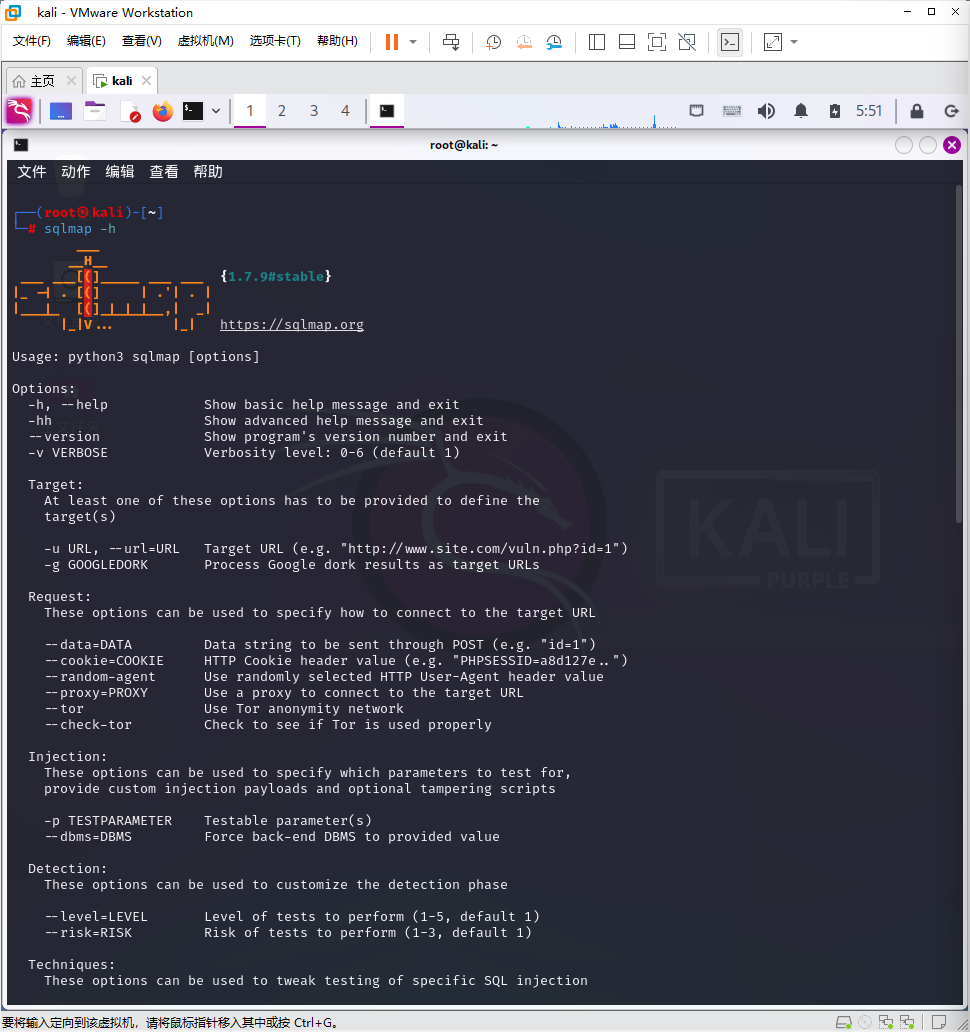 kali - VMware Workstation
文件(F) 编辑(E) 查看(V) 虚拟机(M) 选项卡(T) 帮助(H)
主页 kali
1 2 3 4 5:51
root@kali: ~
文件 动作 编辑 查看 帮助
(root㉿kali)-[~]
# sqlmap -h
{1.7.9#stable}
https://sqlmap.org
Usage: python3 sqlmap [options]
Options:
-h, --help Show basic help message and exit
-hh Show advanced help message and exit
--version Show program's version number and exit
-v VERBOSE Verbosity level: 0-6 (default 1)
Target:
At least one of these options has to be provided to define the
target(s)
-u URL, --url=URL Target URL (e.g. "http://www.site.com/vuln.php?id=1")
-g GOOGLEDORK Process Google dork results as target URLs
KALI
PURPLE
Request:
These options can be used to specify how to connect to the target URL
--data=DATA Data string to be sent through POST (e.g. "id=1")
--cookie=COOKIE HTTP Cookie header value (e.g. "PHPSESSID=a8d127e..")
--random-agent Use randomly selected HTTP User-Agent header value
--proxy=PROXY Use a proxy to connect to the target URL
--tor Use Tor anonymity network
--check-tor Check to see if Tor is used properly
Injection:
These options can be used to specify which parameters to test for,
provide custom injection payloads and optional tampering scripts
-p TESTPARAMETER Testable parameter(s)
--dbms=DBMS Force back-end DBMS to provided value
Detection:
These options can be used to customize the detection phase
--level=LEVEL Level of tests to perform (1-5, default 1)
--risk=RISK Risk of tests to perform (1-3, default 1)
Techniques:
These options can be used to tweak testing of specific SQL injection
要将输入定向到该虚拟机，请将鼠标指针移入其中或按 Ctrl+G。